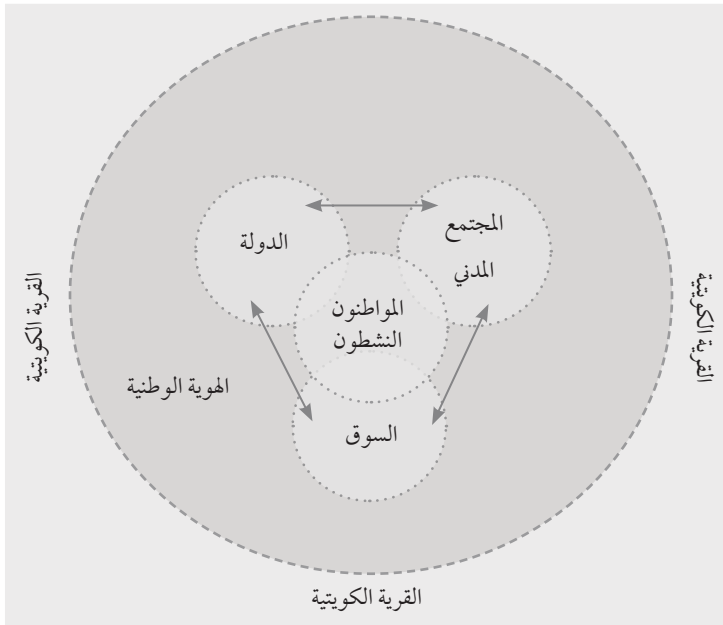 المجتمع
المدني
الدولة
المواطنون
النشطون
السوق
الهوية الوطنية
القرية الكويتية
القرية الكويتية
القرية الكويتية